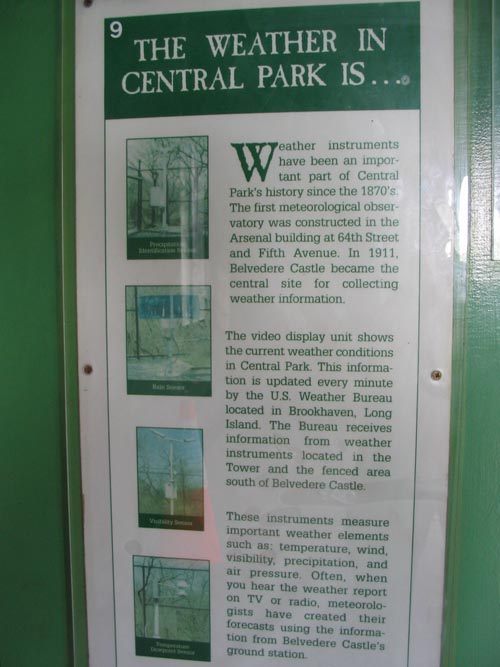 9
THE WEATHER IN
CENTRAL PARK IS...
Precipitation
Identification Sensor
Rain Sensor
Visibility Sensor
Temperature
Dewpoint Sensor
Weather instruments
have been an impor-
tant part of Central
Park's history since the 1870's.
The first meteorological obser-
vatory was constructed in the
Arsenal building at 64th Street
and Fifth Avenue. In 1911,
Belvedere Castle became the
central site for collecting
weather information.
The video display unit shows
the current weather conditions
in Central Park. This informa-
tion is updated every minute
by the U.S. Weather Bureau
located in Brookhaven, Long
Island. The Bureau receives
information from weather
instruments located in the
Tower and the fenced area
south of Belvedere Castle.
These instruments measure
important weather elements
such as: temperature, wind,
visibility, precipitation, and
air pressure. Often, when
you hear the weather report
on TV or radio, meteorolo-
gists have created their
forecasts using the informa-
tion from Belvedere Castle's
ground station.